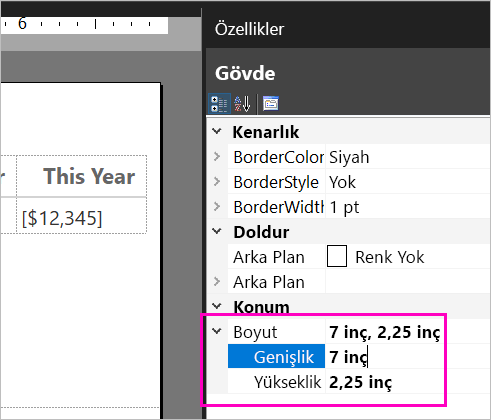 6
Özellikler
Gövde
Kenarlık
BorderColor Siyah
BorderStyle Yok
BorderWidth 1 pt
Doldur
Arka Plan Renk Yok
Arka Plan
Konum
Boyut 7 inç, 2,25 inç
Genişlik 7 inç
Yükseklik 2,25 inç
r This Year
[$12,345]